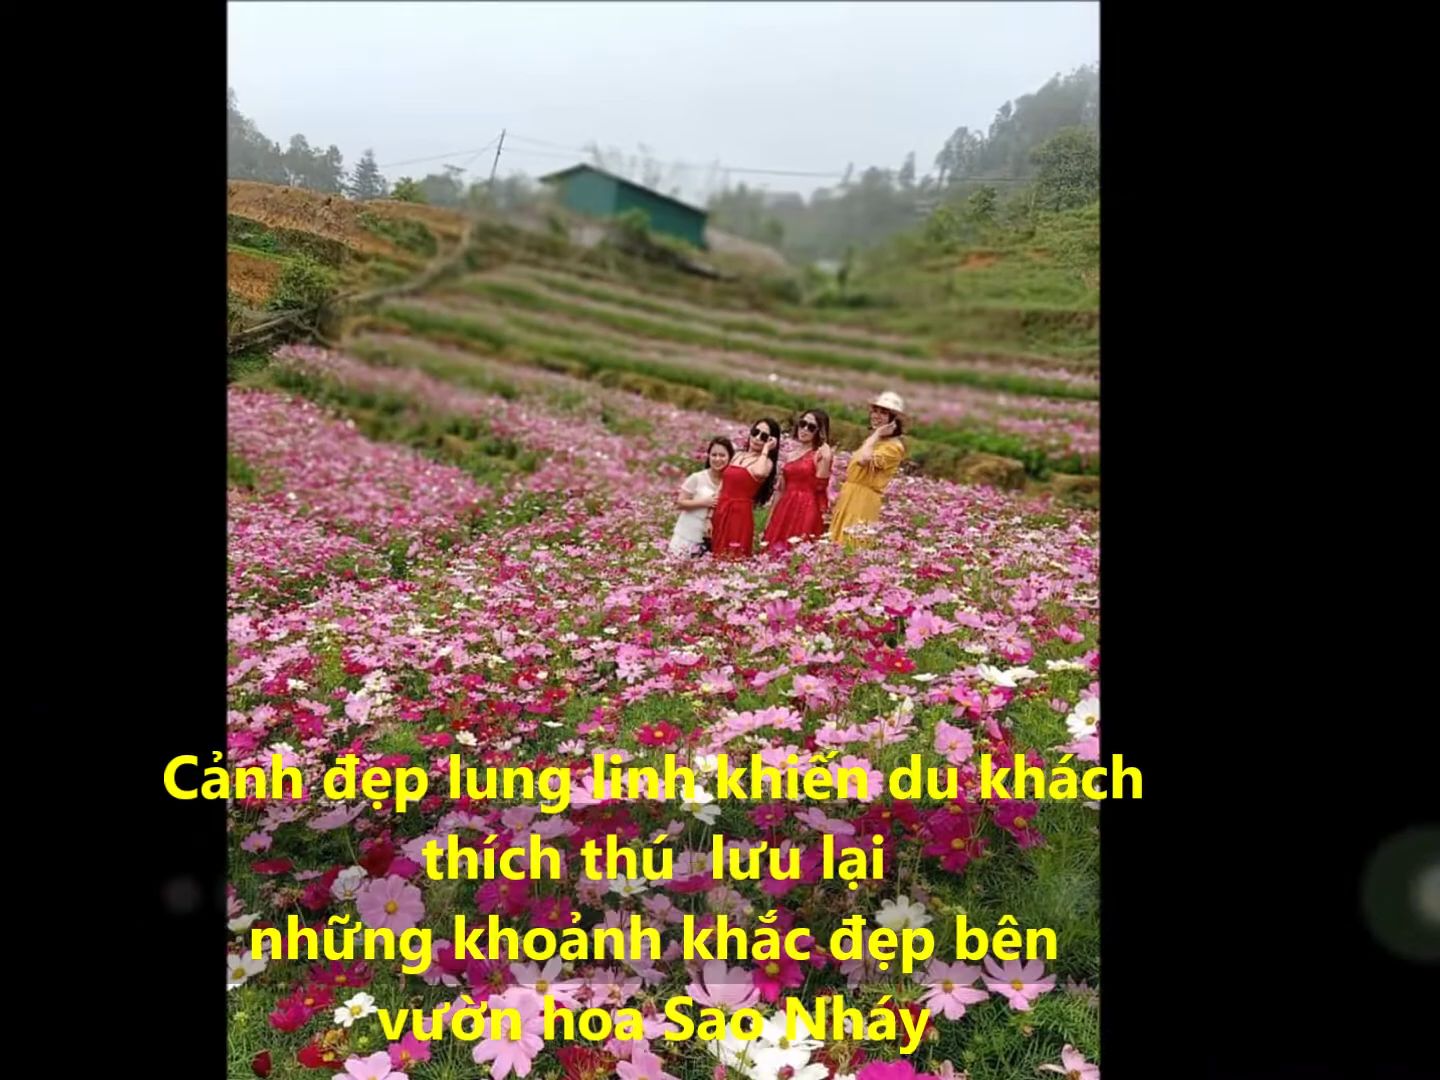 Cảnh đẹp lung linh khiến du khách
thích thú lưu lại
những khoảnh khắc đẹp bên
vườn hoa Sao Nháy